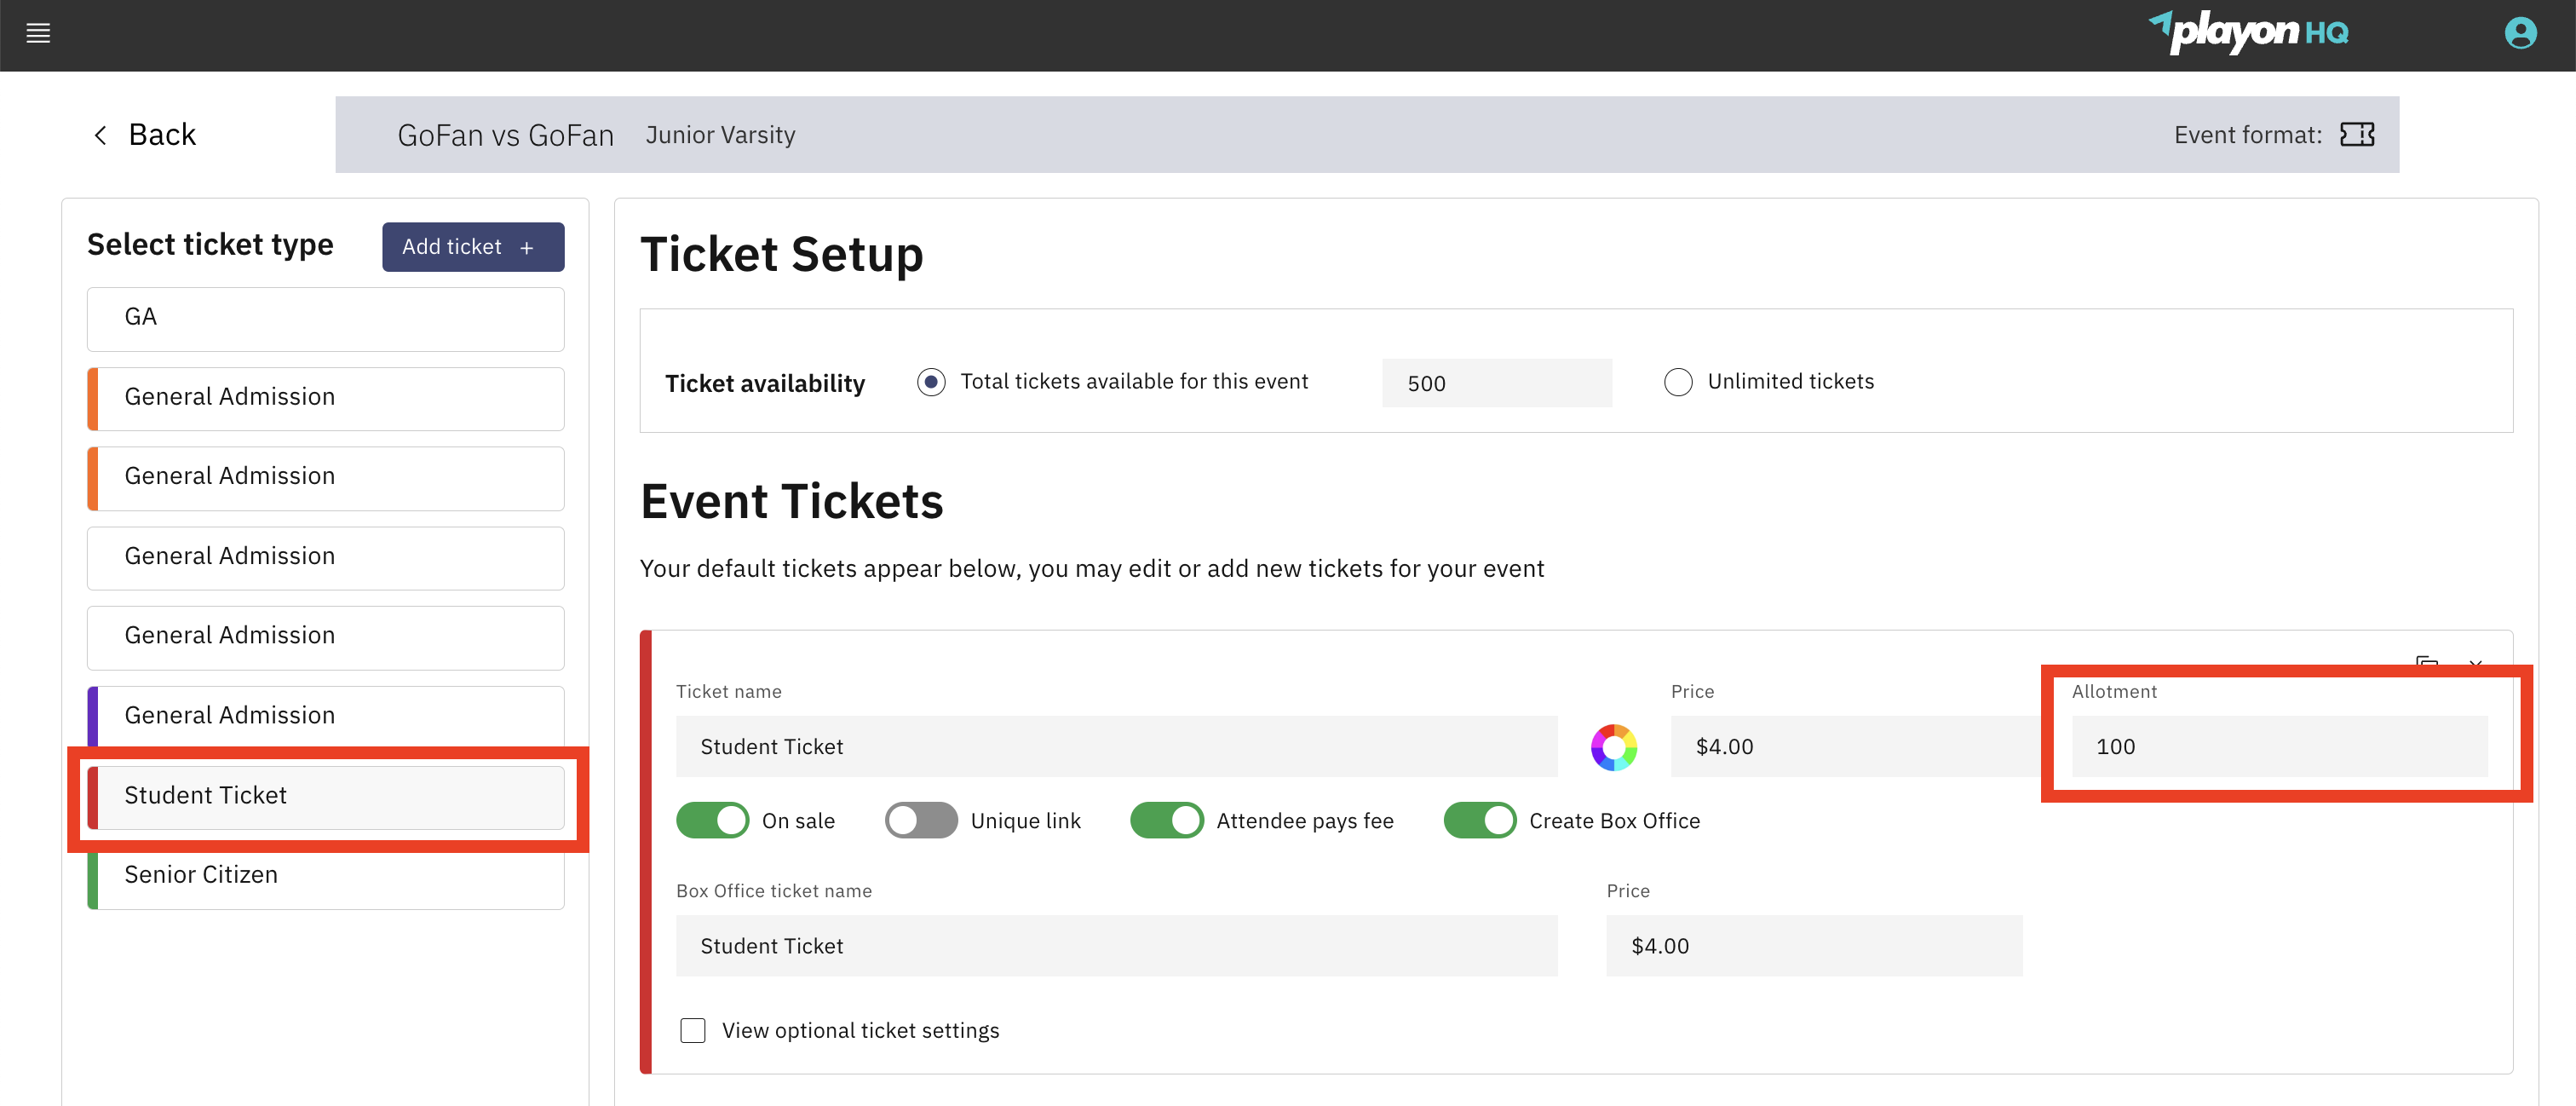 playon HQ
Back
GoFan vs GoFan Junior Varsity Event format:
Select ticket type Add ticket +
GA
General Admission
General Admission
General Admission
General Admission
General Admission
Student Ticket
Senior Citizen
Ticket Setup
Ticket availability Total tickets available for this event 500 Unlimited tickets
Event Tickets
Your default tickets appear below, you may edit or add new tickets for your event
Ticket name Price Allotment
Student Ticket $4.00 100
On sale Unique link Attendee pays fee Create Box Office
Box Office ticket name Price
Student Ticket $4.00
View optional ticket settings